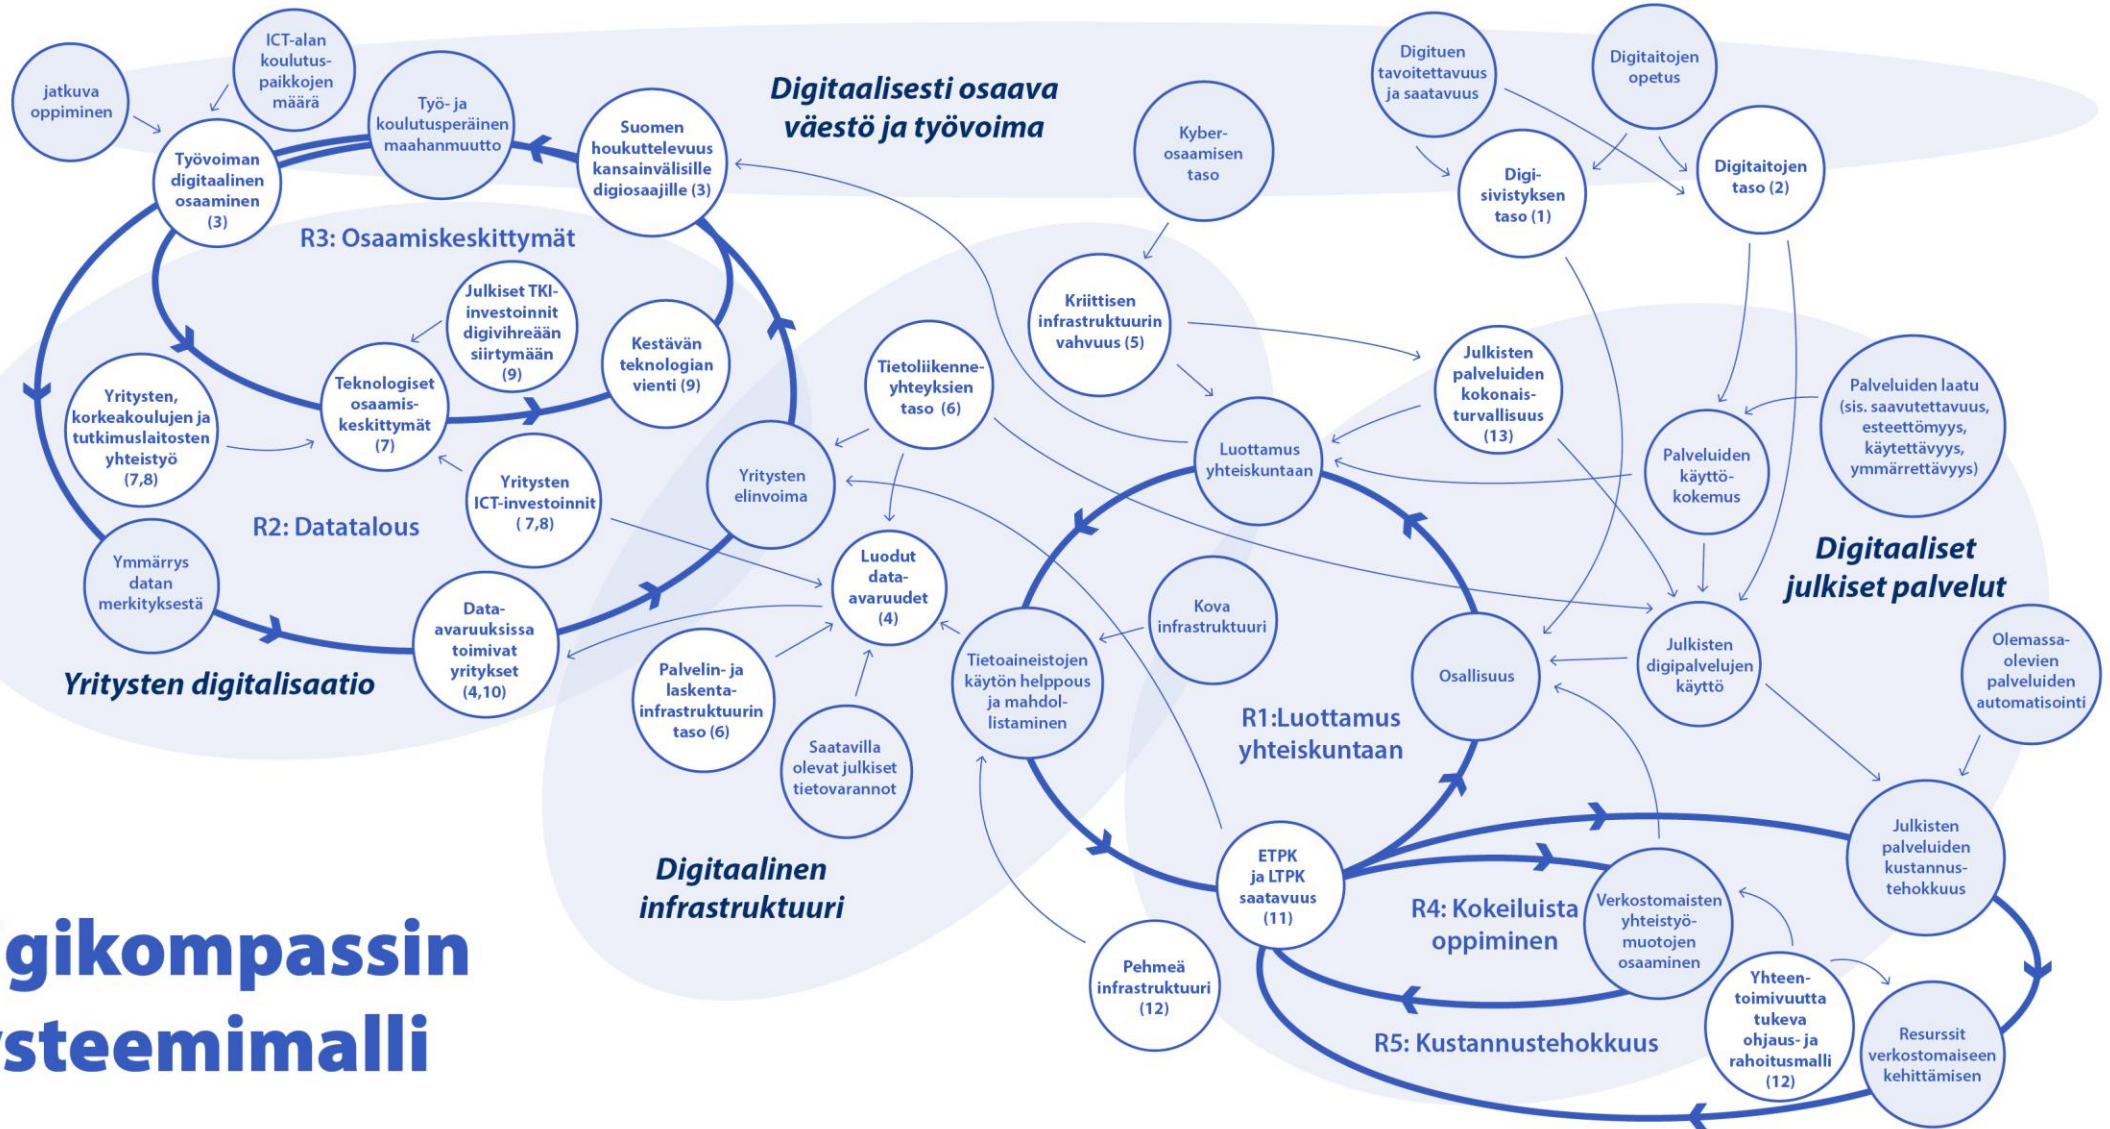 jatkuva
oppiminen
ICT-alan
koulutus-
paikkojen
määrä
Työ- ja
koulutusperäinen
maahanmuutto
Suomen
houkuttelevuus
kansainvälisille
digiosaajille (3)
Digitaalisesti osaava
väestö ja työvoima
Kyber-
osaamisen
taso
Digituen
tavoitettavuus
ja saatavuus
Digitaitojen
opetus
Digi-
sivistyksen
taso (1)
Digitaitojen
taso (2)
Työvoiman
digitaalinen
osaaminen
(3)
R3: Osaamiskeskittymät
Julkiset TKI-
investoinnit
digivihreään
siirtymään
(9)
Kestävän
teknologian
vienti (9)
Teknologiset
osaamis-
keskittymät
(7)
Yritysten,
korkeakoulujen ja
tutkimuslaitosten
yhteistyö
(7,8)
Yritysten
ICT-investoinnit
( 7,8)
R2: Datatalous
Ymmärrys
datan
merkityksestä
Data-
avaruuksissa
toimivat
yritykset
(4,10)
Yritysten digitalisaatio
Yritysten
elinvoima
Tietoliikenne-
yhteyksien
taso (6)
Kriittisen
infrastruktuurin
vahvuus (5)
Luodut
data-
avaruudet
(4)
Palvelin- ja
laskenta-
infrastruktuurin
taso (6)
Saatavilla
olevat julkiset
tietovarannot
Tietoaineistojen
käytön helppous
ja mahdol-
listaminen
Kova
infrastruktuuri
Digitaalinen
infrastruktuuri
Luottamus
yhteiskuntaan
Julkisten
palveluiden
kokonais-
turvallisuus
(13)
Palveluiden
käyttö-
kokemus
Palveluiden laatu
(sis. saavutettavuus,
esteettömyys,
käytettävyys,
ymmärrettävyys)
Digitaaliset
julkiset palvelut
R1:Luottamus
yhteiskuntaan
Osallisuus
Julkisten
digipalvelujen
käyttö
Olemassa-
olevien
palveluiden
automatisointi
ETPK
ja LTPK
saatavuus
(11)
Pehmeä
infrastruktuuri
(12)
R4: Kokeiluista
oppiminen
Verkostomaisten
yhteistyö-
muotojen
osaaminen
Julkisten
palveluiden
kustannus-
tehokkuus
R5: Kustannustehokkuus
Yhteen-
toimivuutta
tukeva
ohjaus- ja
rahoitusmalli
(12)
Resurssit
verkostomaiseen
kehittämisen
gikompassin
steemimalli